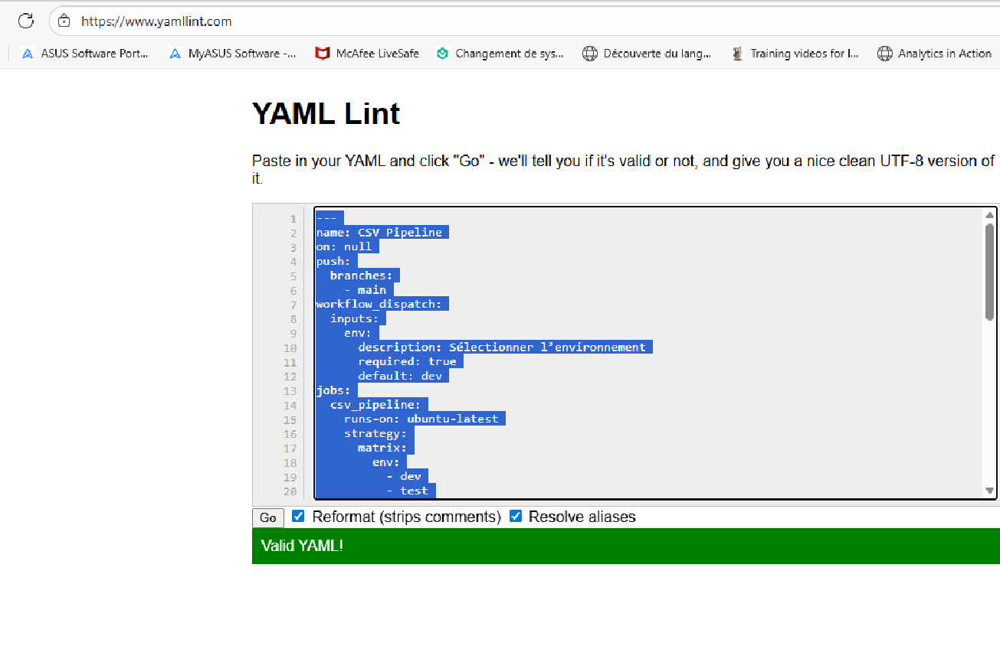 https://www.yamllint.com
ASUS Software Port... MyASUS Software -... McAfee LiveSafe Changement de sys... Découverte du lang... Training videos for I... Analytics in Action
YAML Lint
Paste in your YAML and click "Go" - we'll tell you if it's valid or not, and give you a nice clean UTF-8 version of
it.
1 ---
2 name: CSV Pipeline
3 on: null
4 push:
5   branches:
6     - main
7 workflow_dispatch:
8   inputs:
9     env:
10       description: Sélectionner l’environnement
11       required: true
12       default: dev
13 jobs:
14   csv_pipeline:
15     runs-on: ubuntu-latest
16     strategy:
17       matrix:
18         env:
19           - dev
20           - test
Go Reformat (strips comments) Resolve aliases
Valid YAML!